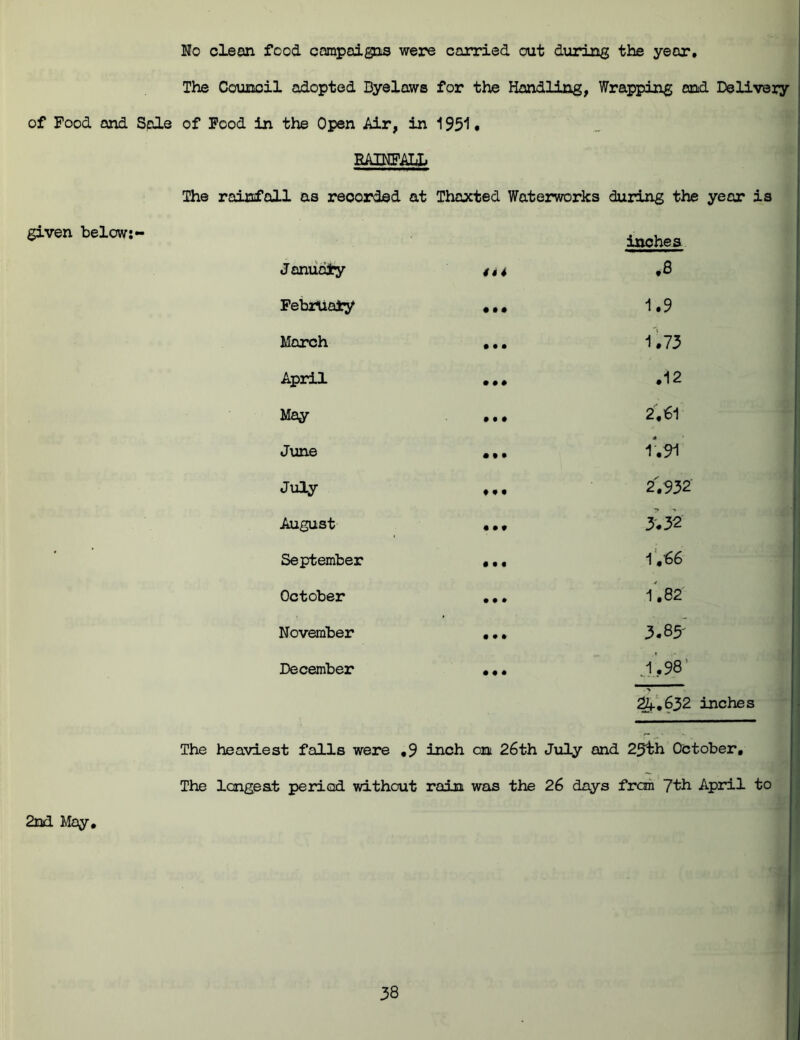 No clean food campaigns were carried out during the year.
The Council adopted Byelaws for the Handling, Wrapping and Delivery
of Food and Sale of Food in the Open Air, in 1951.
RAINFALL
The rainfall as recorded at Thaxted Waterworks during the year is
given below:-
inches
January ... .8
February ... 1.9
March ... 1.73
April ... .12
May ... 2.61
June ... 1.91
July ... 2.932
August ... 3.32
September ... 1.66
October ... 1.82
November ... 3.85
December ... 1.98
24.632 inches
The heaviest falls were .9 inch on 26th July and 25th October.
The longest period without rain was the 26 days from 7th April to
2nd May.
38